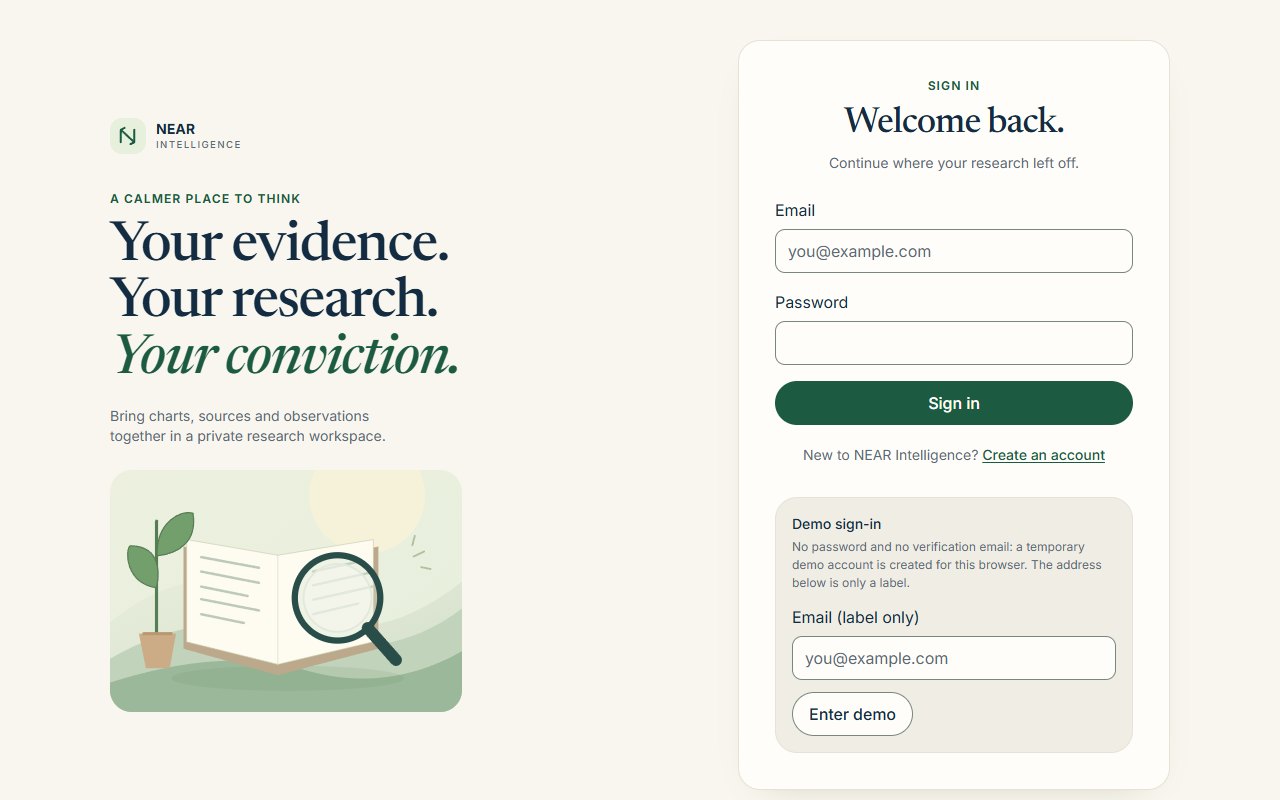 NEAR
INTELLIGENCE
A CALMER PLACE TO THINK
Your evidence.
Your research.
Your conviction.
Bring charts, sources and observations
together in a private research workspace.
SIGN IN
Welcome back.
Continue where your research left off.
Email
you@example.com
Password
Sign in
New to NEAR Intelligence? Create an account
Demo sign-in
No password and no verification email: a temporary
demo account is created for this browser. The address
below is only a label.
Email (label only)
you@example.com
Enter demo